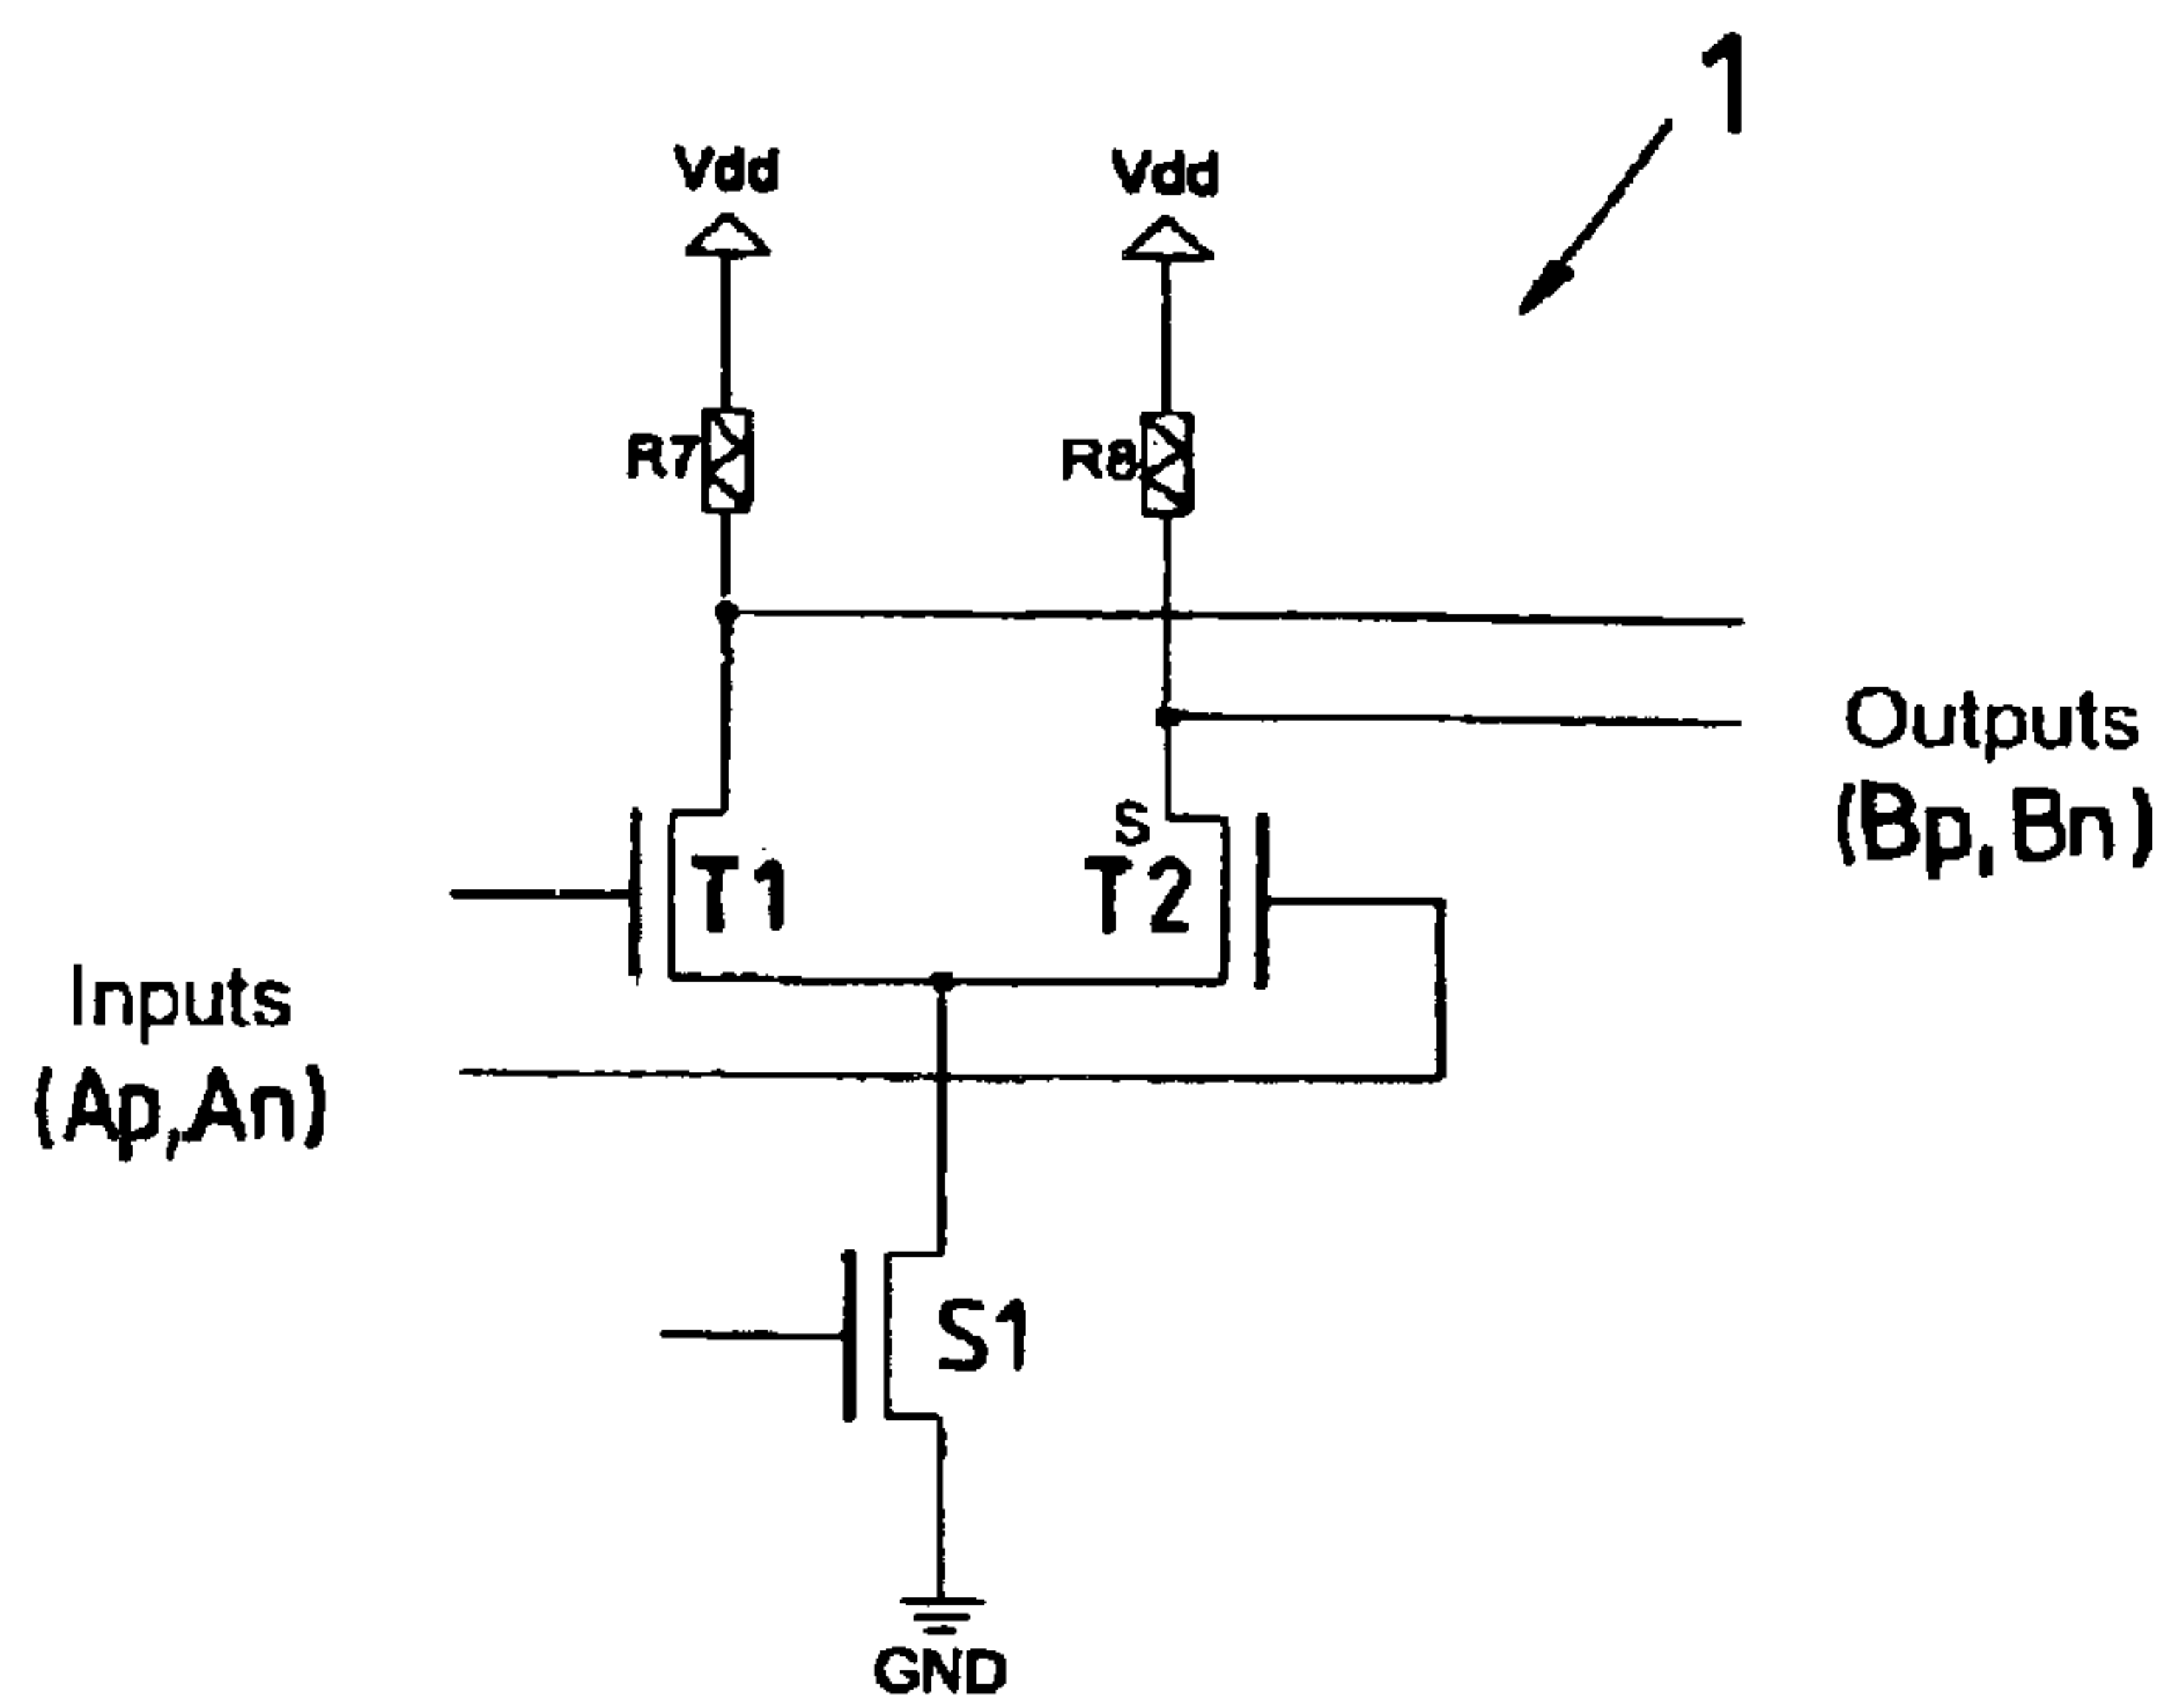 1
Vdd
Vdd
R7
R8
Outputs
(Bp, Bn)
S
T1
T2
Inputs
(Ap,An)
S1
GND